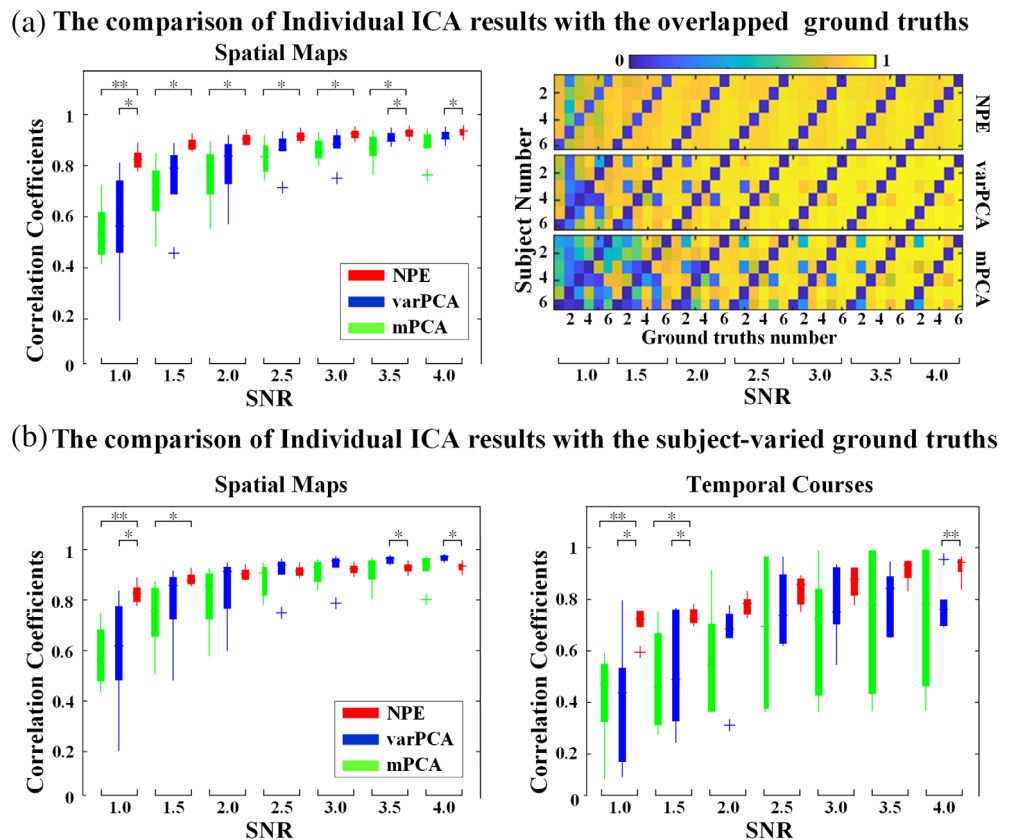 (a) The comparison of Individual ICA results with the overlapped ground truths
Spatial Maps
Correlation Coefficients
1
0.8
0.6
0.4
0.2
0
** * * * * * * * *
NPE
varPCA
mPCA
1.0 1.5 2.0 2.5 3.0 3.5 4.0
SNR
0 1
Subject Number
2
4
6
2
4
6
2
4
6
NPE
varPCA
mPCA
2 4 6 2 4 6 2 4 6 2 4 6 2 4 6 2 4 6 2 4 6
Ground truths number
1.0 1.5 2.0 2.5 3.0 3.5 4.0
SNR
(b) The comparison of Individual ICA results with the subject-varied ground truths
Spatial Maps
Correlation Coefficients
1
0.8
0.6
0.4
0.2
0
** * * * *
NPE
varPCA
mPCA
1.0 1.5 2.0 2.5 3.0 3.5 4.0
SNR
Temporal Courses
Correlation Coefficients
1
0.8
0.6
0.4
0.2
0
** * * * **
1.0 1.5 2.0 2.5 3.0 3.5 4.0
SNR